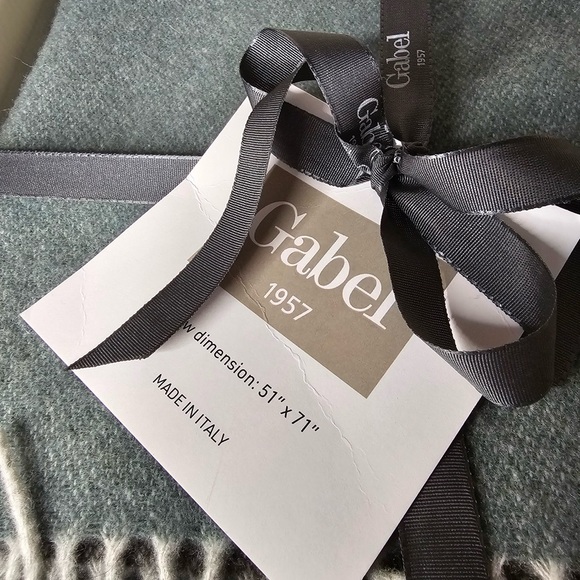 Gabel
1957
Gabel
Gabel
1957
dimension: 51" x 71"
MADE IN ITALY